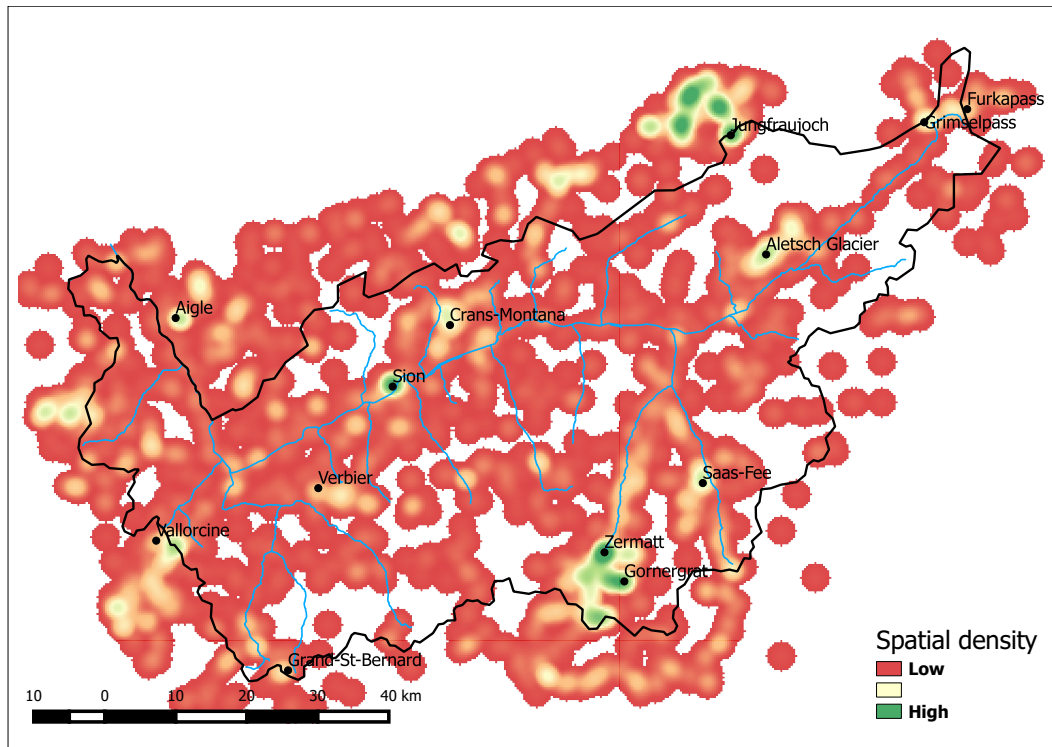 Furkapass
Grimselpass
Jungfraujoch
Aletsch Glacier
Aigle
Crans-Montana
Sion
Verbier
Saas-Fee
Vallorcine
Zermatt
Gornergrat
Grand-St-Bernard
Spatial density
Low
High
10 0 10 20 30 40 km